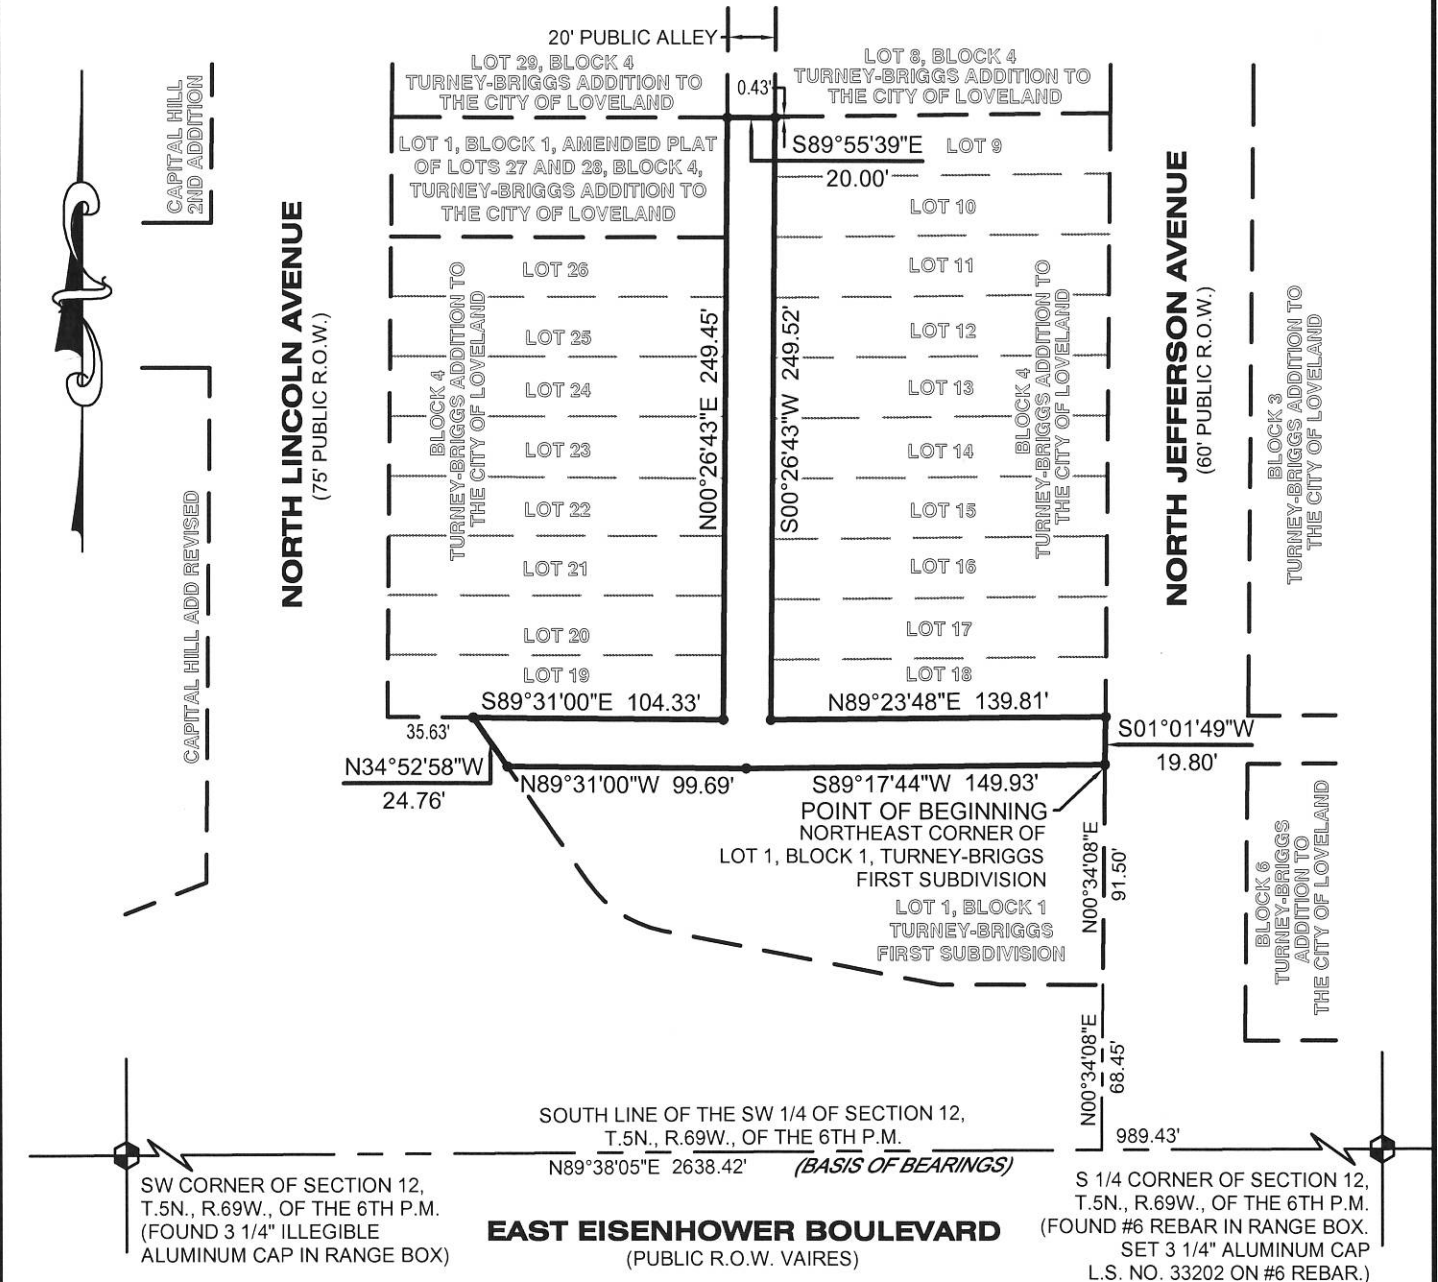 20' PUBLIC ALLEY
LOT 29, BLOCK 4
TURNEY-BRIGGS ADDITION TO
THE CITY OF LOVELAND
0.43'
LOT 8, BLOCK 4
TURNEY-BRIGGS ADDITION TO
THE CITY OF LOVELAND
CAPITAL HILL
2ND ADDITION
LOT 1, BLOCK 1, AMENDED PLAT
OF LOTS 27 AND 28, BLOCK 4,
TURNEY-BRIGGS ADDITION TO
THE CITY OF LOVELAND
S89°55'39"E
20.00'
LOT 9
LOT 10
LOT 11
LOT 12
LOT 13
LOT 14
LOT 15
LOT 16
LOT 17
LOT 18
LOT 26
LOT 25
LOT 24
LOT 23
LOT 22
LOT 21
LOT 20
LOT 19
NORTH LINCOLN AVENUE
(75' PUBLIC R.O.W.)
BLOCK 4
TURNEY-BRIGGS ADDITION TO
THE CITY OF LOVELAND
N00°26'43"E 249.45'
S00°26'43"W 249.52'
BLOCK 4
TURNEY-BRIGGS ADDITION TO
THE CITY OF LOVELAND
NORTH JEFFERSON AVENUE
(60' PUBLIC R.O.W.)
BLOCK 3
TURNEY-BRIGGS ADDITION TO
THE CITY OF LOVELAND
CAPITAL HILL ADD REVISED
S89°31'00"E 104.33'
N89°23'48"E 139.81'
35.63'
S01°01'49"W
19.80'
N34°52'58"W
24.76'
N89°31'00"W 99.69'
S89°17'44"W 149.93'
POINT OF BEGINNING
NORTHEAST CORNER OF
LOT 1, BLOCK 1, TURNEY-BRIGGS
FIRST SUBDIVISION
N00°34'08"E
91.50'
LOT 1, BLOCK 1
TURNEY-BRIGGS
FIRST SUBDIVISION
BLOCK 6
TURNEY-BRIGGS
ADDITION TO
THE CITY OF LOVELAND
N00°34'08"E
68.45'
SOUTH LINE OF THE SW 1/4 OF SECTION 12,
T.5N., R.69W., OF THE 6TH P.M.
989.43'
N89°38'05"E 2638.42' (BASIS OF BEARINGS)
SW CORNER OF SECTION 12,
T.5N., R.69W., OF THE 6TH P.M.
(FOUND 3 1/4" ILLEGIBLE
ALUMINUM CAP IN RANGE BOX)
EAST EISENHOWER BOULEVARD
(PUBLIC R.O.W. VAIRES)
S 1/4 CORNER OF SECTION 12,
T.5N., R.69W., OF THE 6TH P.M.
(FOUND #6 REBAR IN RANGE BOX.
SET 3 1/4" ALUMINUM CAP
L.S. NO. 33202 ON #6 REBAR.)